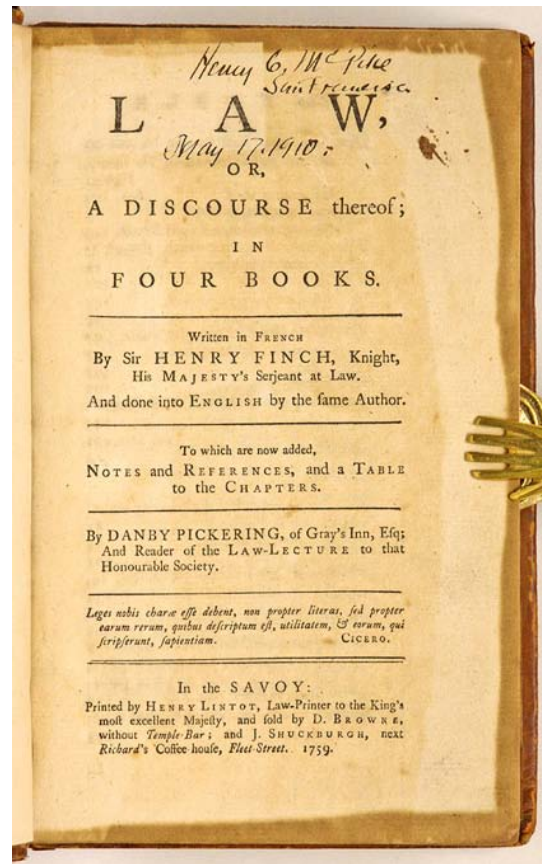 Henry C. McPike
San Francisco
LAW,
May 17. 1910.
OR,
A DISCOURSE thereof;
IN
FOUR BOOKS.
Written in FRENCH
By Sir HENRY FINCH, Knight,
His MAJESTY's Serjeant at Law.
And done into ENGLISH by the ſame Author.
To which are now added,
NOTES and REFERENCES, and a TABLE
to the CHAPTERS.
By DANBY PICKERING, of Gray's Inn, Eſq;
And Reader of the LAW-LECTURE to that
Honourable Society.
Leges nobis charæ eſſe debent, non propter literas, ſed propter
earum rerum, quibus deſcriptum eſt, utilitatem, & eorum, qui
ſcripſerunt, ſapientiam. CICERO.
In the SAVOY:
Printed by HENRY LINTOT, Law-Printer to the King's
moſt excellent Majeſty, and ſold by D. BROWNE,
without Temple-Bar; and J. SHUCKBURGH, next
Richard's Coffee-houſe, Fleet-Street. 1759.